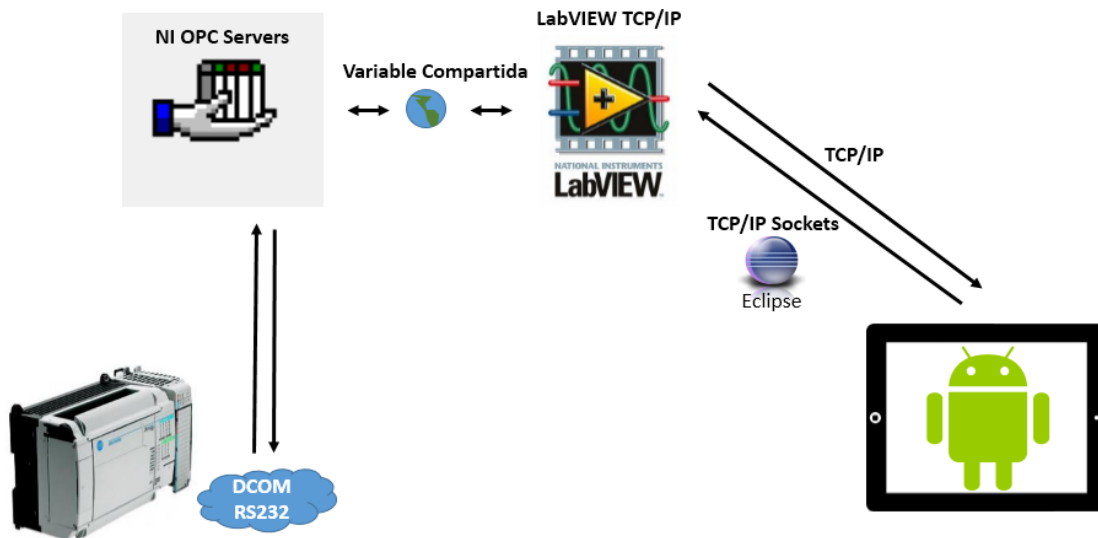 LabVIEW TCP/IP
NI OPC Servers
Variable Compartida
NATIONAL INSTRUMENTS
LabVIEW
TCP/IP
TCP/IP Sockets
Eclipse
DCOM
RS232